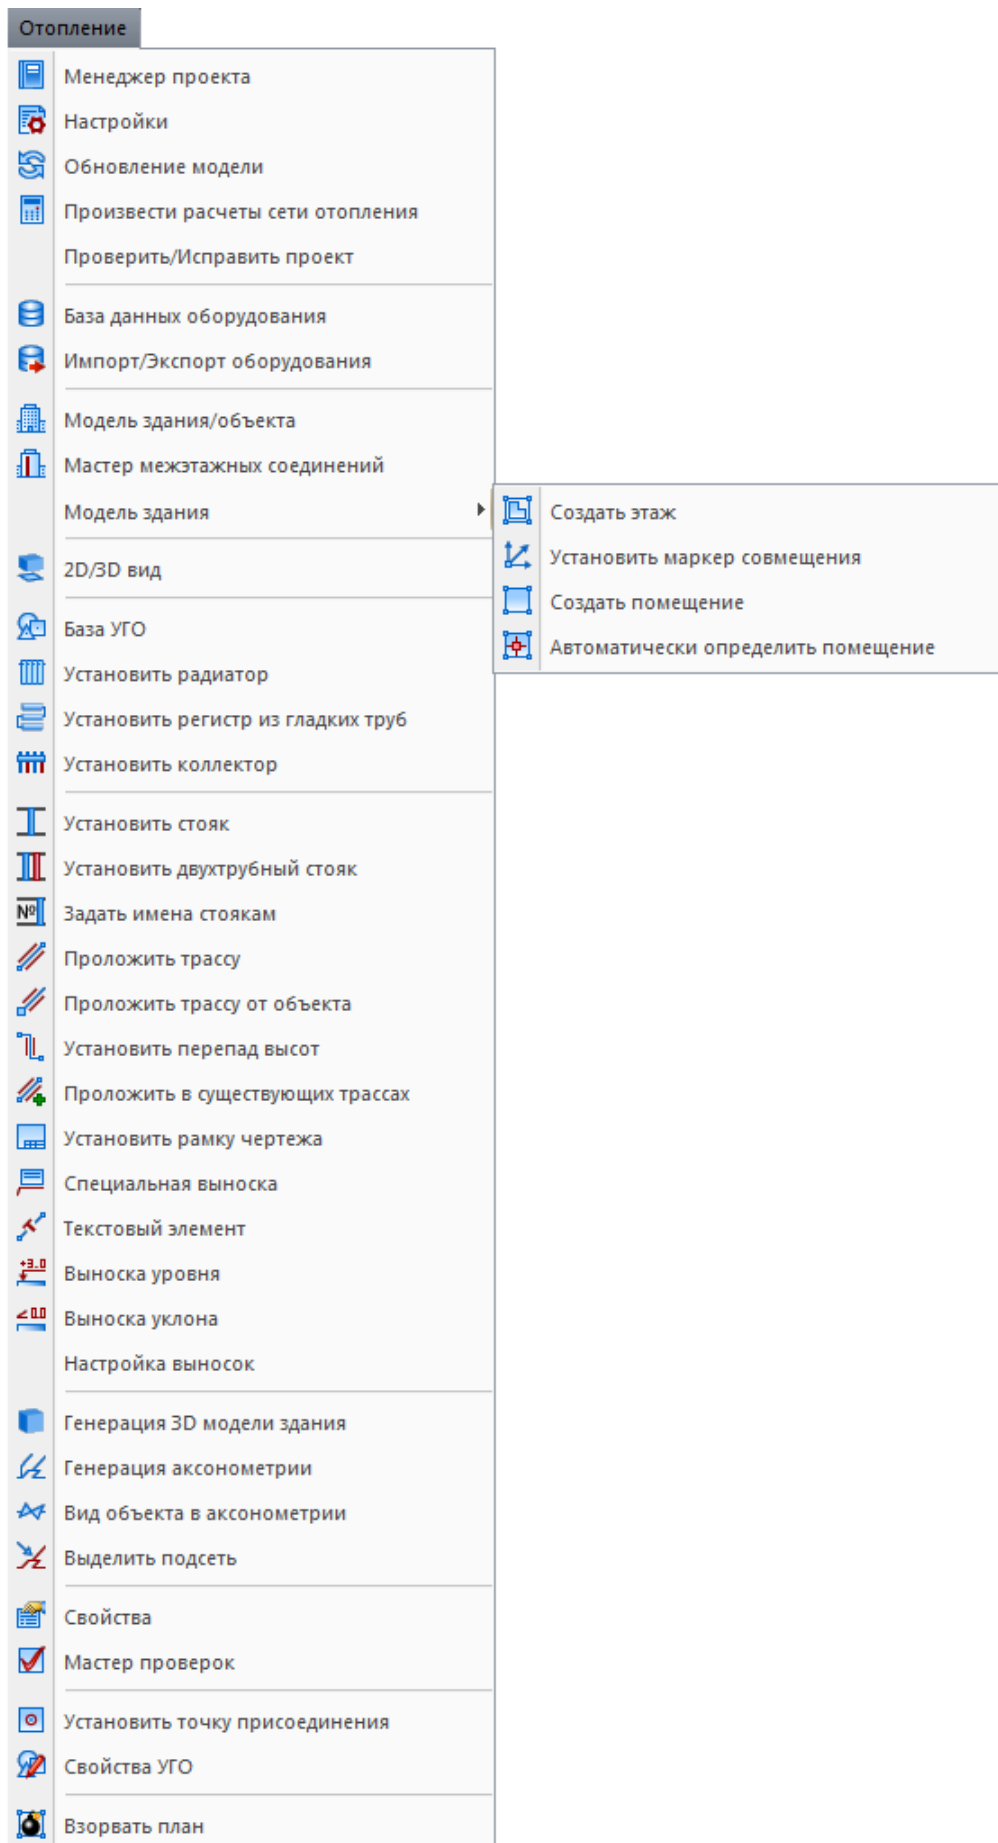 Отопление
Менеджер проекта
Настройки
Обновление модели
Произвести расчеты сети отопления
Проверить/Исправить проект
База данных оборудования
Импорт/Экспорт оборудования
Модель здания/объекта
Мастер межэтажных соединений
Модель здания
Создать этаж
Установить маркер совмещения
Создать помещение
Автоматически определить помещение
2D/3D вид
База УГО
Установить радиатор
Установить регистр из гладких труб
Установить коллектор
Установить стояк
Установить двухтрубный стояк
№ Задать имена стоякам
Проложить трассу
Проложить трассу от объекта
Установить перепад высот
Проложить в существующих трассах
Установить рамку чертежа
Специальная выноска
Текстовый элемент
+3.0 Выноска уровня
0.0 Выноска уклона
Настройка выносок
Генерация 3D модели здания
Генерация аксонометрии
Вид объекта в аксонометрии
Выделить подсеть
Свойства
Мастер проверок
Установить точку присоединения
Свойства УГО
Взорвать план